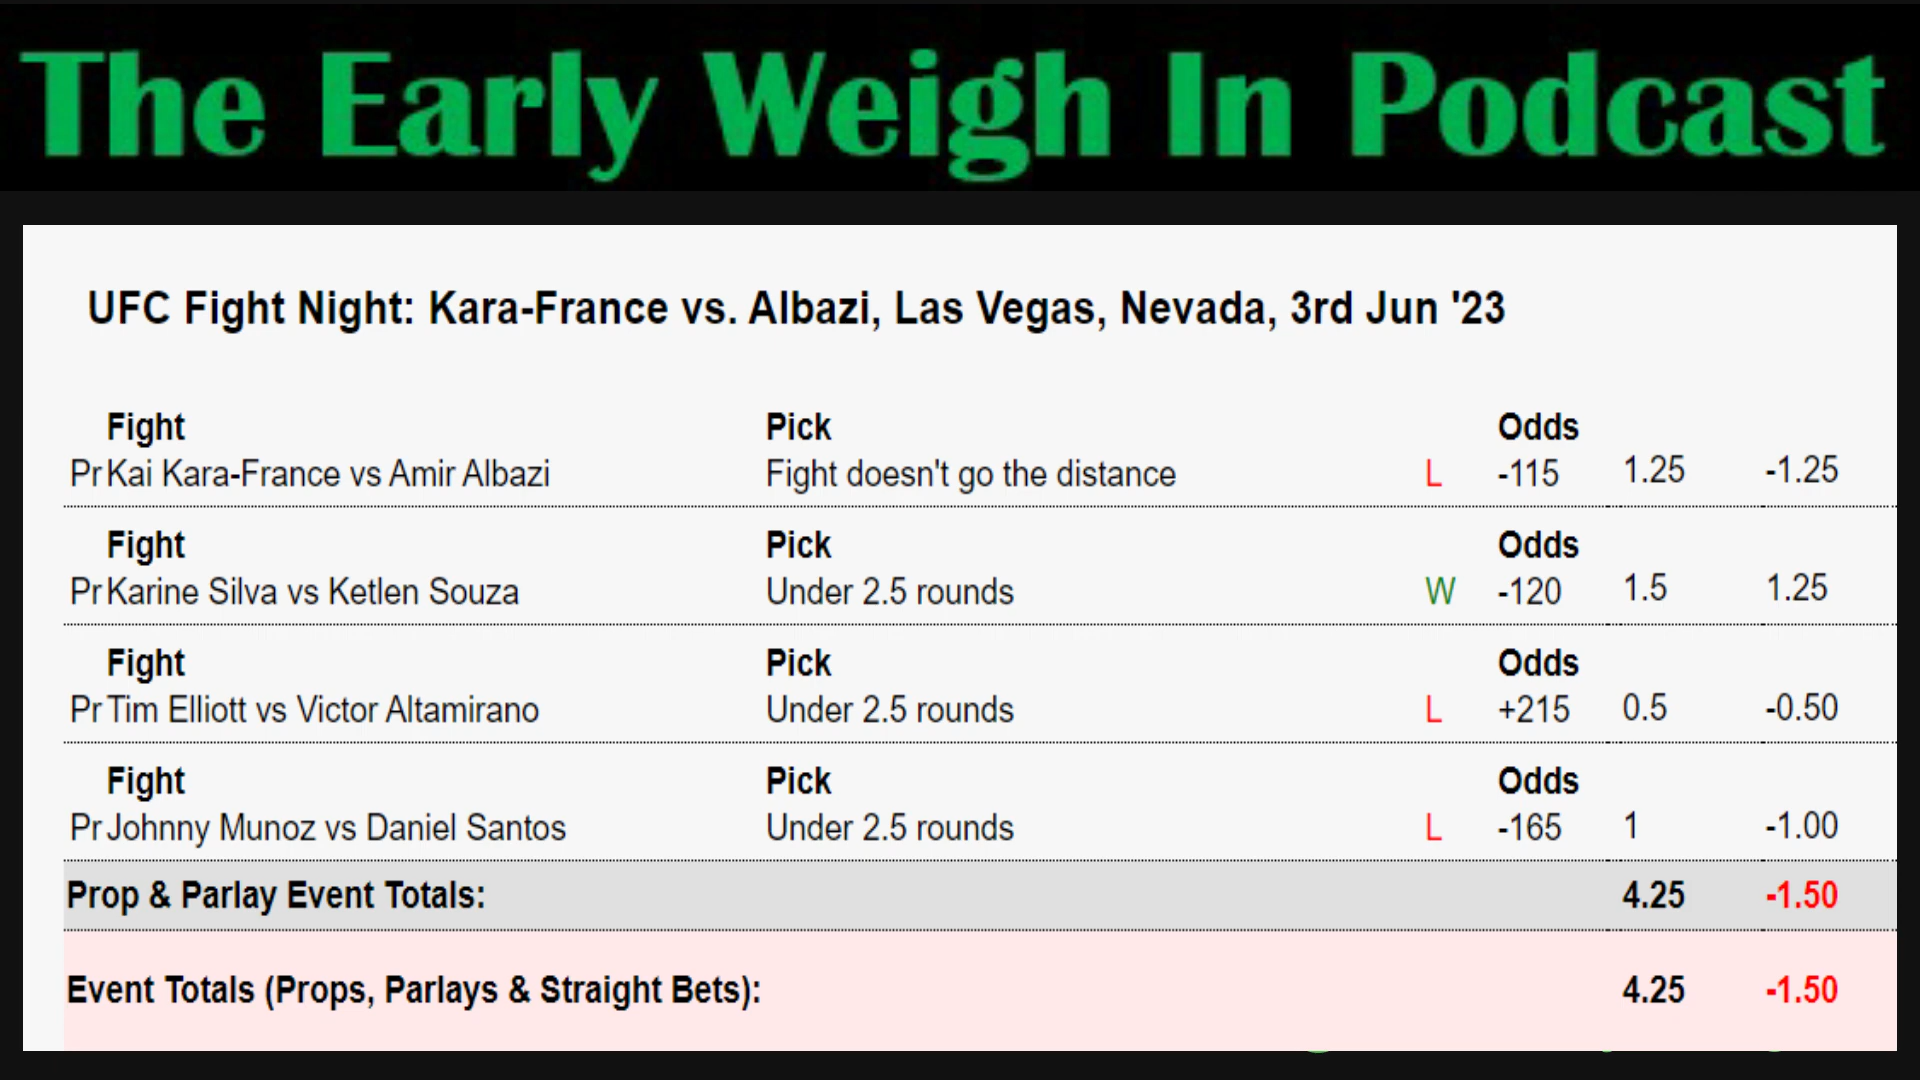 The Early Weigh In Podcast
UFC Fight Night: Kara-France vs. Albazi, Las Vegas, Nevada, 3rd Jun '23
Fight Pick Odds
Pr Kai Kara-France vs Amir Albazi Fight doesn't go the distance L -115 1.25 -1.25
Fight Pick Odds
Pr Karine Silva vs Ketlen Souza Under 2.5 rounds W -120 1.5 1.25
Fight Pick Odds
Pr Tim Elliott vs Victor Altamirano Under 2.5 rounds L +215 0.5 -0.50
Fight Pick Odds
Pr Johnny Munoz vs Daniel Santos Under 2.5 rounds L -165 1 -1.00
Prop & Parlay Event Totals: 4.25 -1.50
Event Totals (Props, Parlays & Straight Bets): 4.25 -1.50